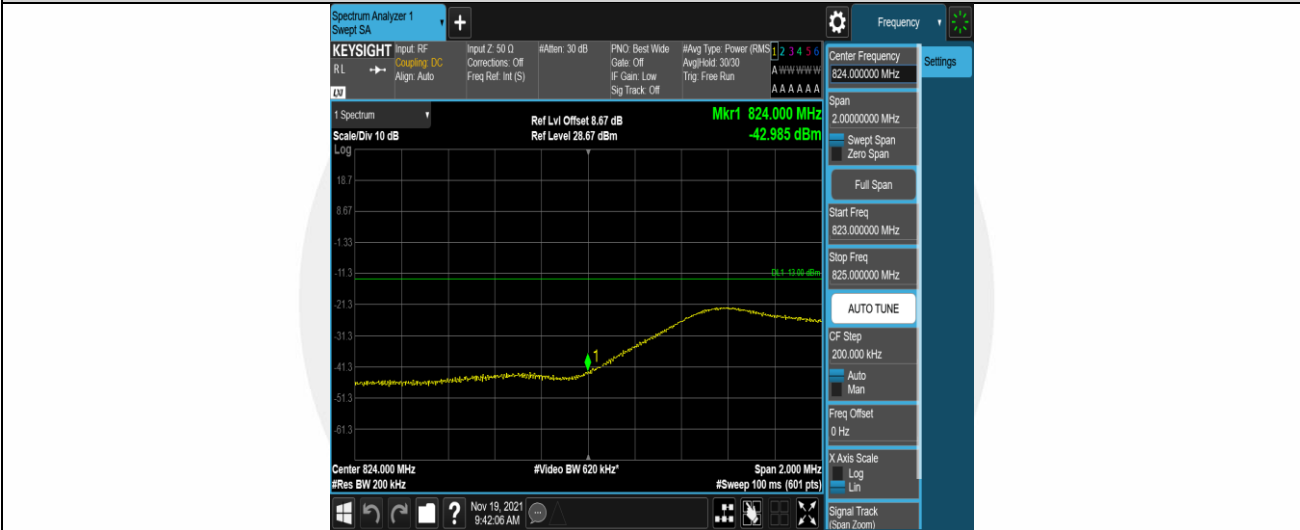 Spectrum Analyzer 1
Swept SA
+
Frequency
KEYSIGHT
R L
LXI
Input: RF
Coupling: DC
Align: Auto
Input Z: 50 Ω
Corrections: Off
Freq Ref: Int (S)
#Atten: 30 dB
PNO: Best Wide
Gate: Off
IF Gain: Low
Sig Track: Off
#Avg Type: Power (RMS
Avg|Hold: 30/30
Trig: Free Run
1 2 3 4 5 6
A W W W W W
A A A A A A
1 Spectrum
Scale/Div 10 dB
Ref Lvl Offset 8.67 dB
Ref Level 28.67 dBm
Mkr1 824.000 MHz
-42.985 dBm
Log
18.7
8.67
-1.33
-11.3
DL1 -13.00 dBm
-21.3
-31.3
-41.3
1
-51.3
-61.3
Center 824.000 MHz
#Res BW 200 kHz
#Video BW 620 kHz*
Span 2.000 MHz
#Sweep 100 ms (601 pts)
?
Nov 19, 2021
9:42:06 AM
Center Frequency
824.000000 MHz
Settings
Span
2.00000000 MHz
Swept Span
Zero Span
Full Span
Start Freq
823.000000 MHz
Stop Freq
825.000000 MHz
AUTO TUNE
CF Step
200.000 kHz
Auto
Man
Freq Offset
0 Hz
X Axis Scale
Log
Lin
Signal Track
(Span Zoom)